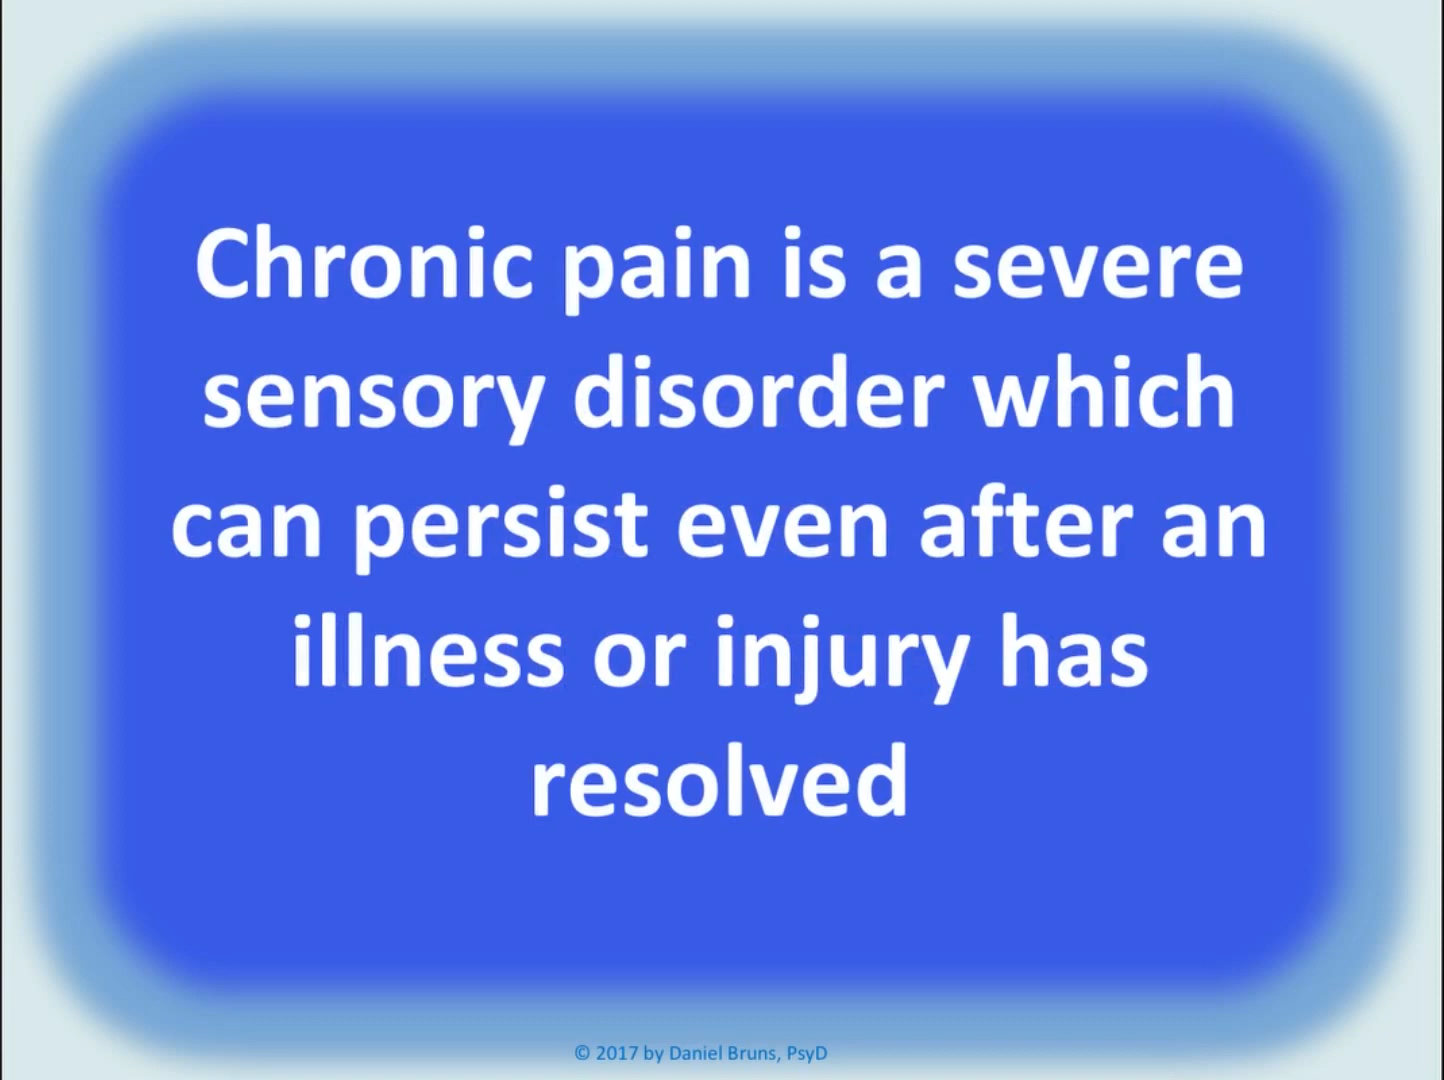 Chronic pain is a severe
sensory disorder which
can persist even after an
illness or injury has
resolved
© 2017 by Daniel Bruns, PsyD